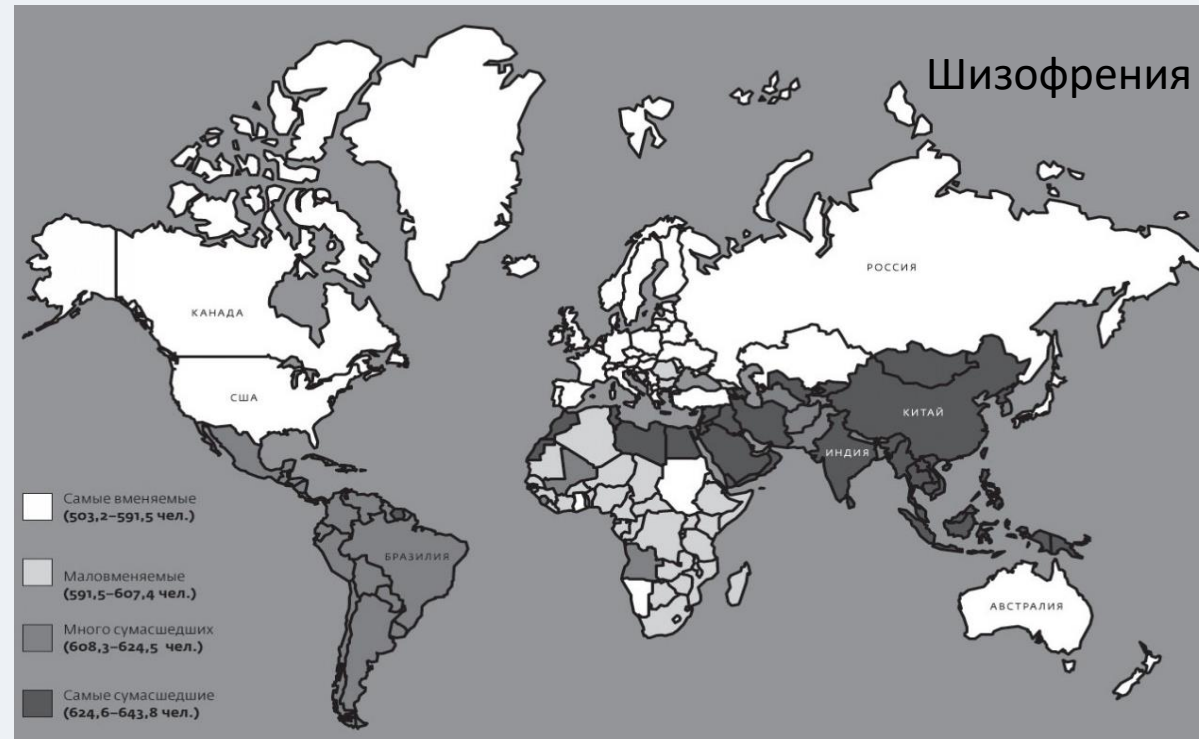 Шизофрения
РОССИЯ
КАНАДА
США
КИТАЙ
ИНДИЯ
БРАЗИЛИЯ
АВСТРАЛИЯ
Самые вменяемые
(503,2–591,5 чел.)
Маловменяемые
(591,5–607,4 чел.)
Много сумасшедших
(608,3–624,5 чел.)
Самые сумасшедшие
(624,6–643,8 чел.)